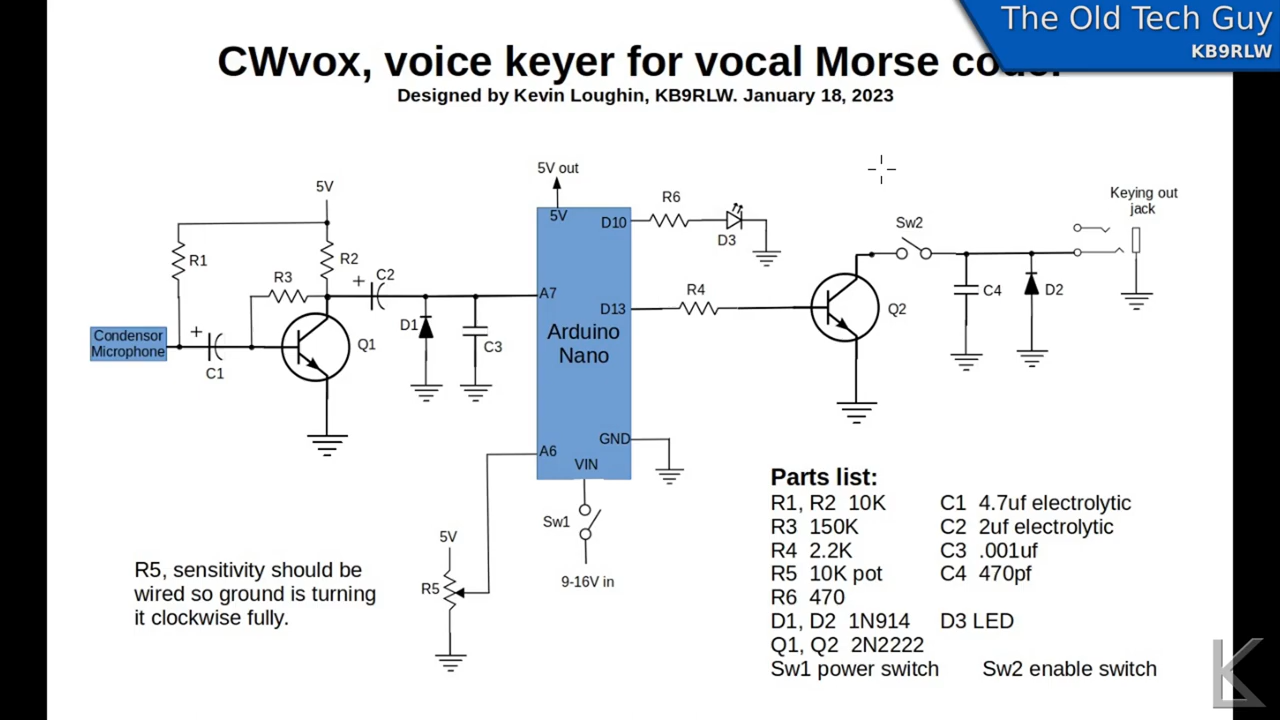 The Old Tech Guy
KB9RLW
CWvox, voice keyer for vocal Morse
Designed by Kevin Loughin, KB9RLW. January 18, 2023
5V out
5V
R6
Keying out
jack
5V
D10
D3
Sw2
R1
R2
R3
+
C2
A7
R4
D13
C4
D2
Q2
Condensor
Microphone
+
C1
Q1
D1
C3
Arduino
Nano
A6
GND
VIN
Sw1
9-16V in
5V
R5
R5, sensitivity should be
wired so ground is turning
it clockwise fully.
Parts list:
R1, R2 10K
C1 4.7uf electrolytic
R3 150K
C2 2uf electrolytic
R4 2.2K
C3 .001uf
R5 10K pot
C4 470pf
R6 470
D1, D2 1N914
D3 LED
Q1, Q2 2N2222
Sw1 power switch
Sw2 enable switch
K